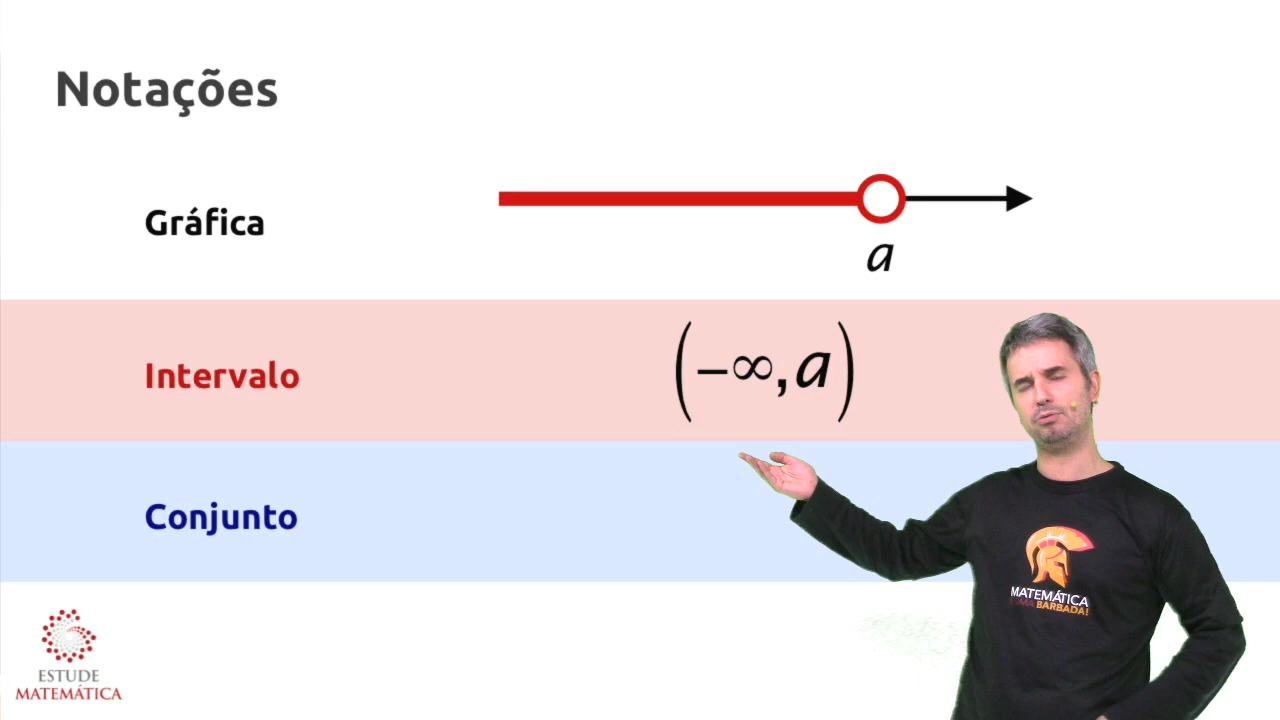 Notações
Gráfica
a
Intervalo
(−∞,a)
Conjunto
MATEMÁTICA
É UMA BARBADA!
ESTUDE
MATEMÁTICA